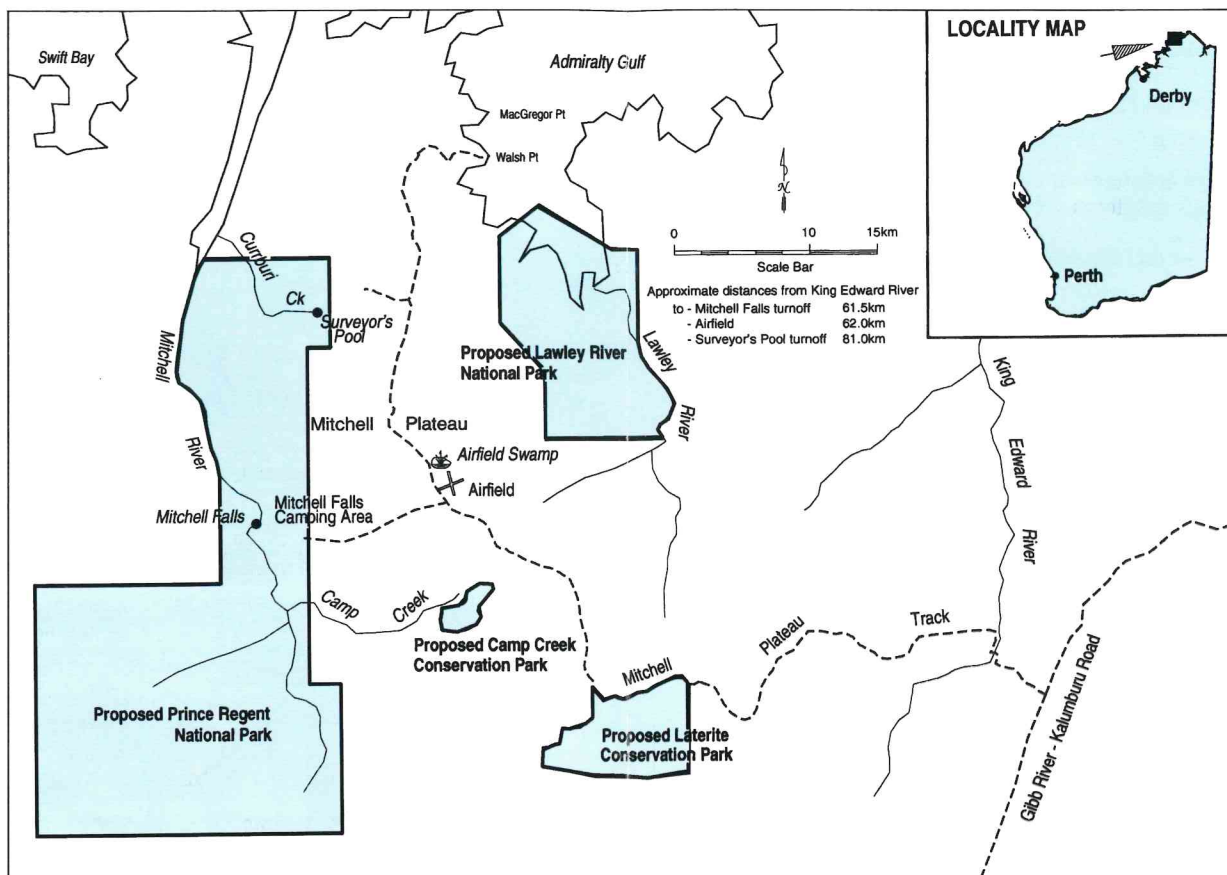 LOCALITY MAP
Derby
Perth
Swift Bay
Admiralty Gulf
MacGregor Pt
Walsh Pt
N
0 10 15km
Scale Bar
Approximate distances from King Edward River
to - Mitchell Falls turnoff 61.5km
- Airfield 62.0km
- Surveyor's Pool turnoff 81.0km
Currburi
Ck
Surveyor's
Pool
Mitchell
River
Proposed Lawley River
National Park
Lawley
River
King
Edward
River
Mitchell Plateau
Airfield Swamp
Airfield
Mitchell Falls
Mitchell Falls
Camping Area
Camp
Creek
Proposed Camp Creek
Conservation Park
Mitchell
Plateau
Track
Proposed Prince Regent
National Park
Proposed Laterite
Conservation Park
Gibb River - Kalumburu Road